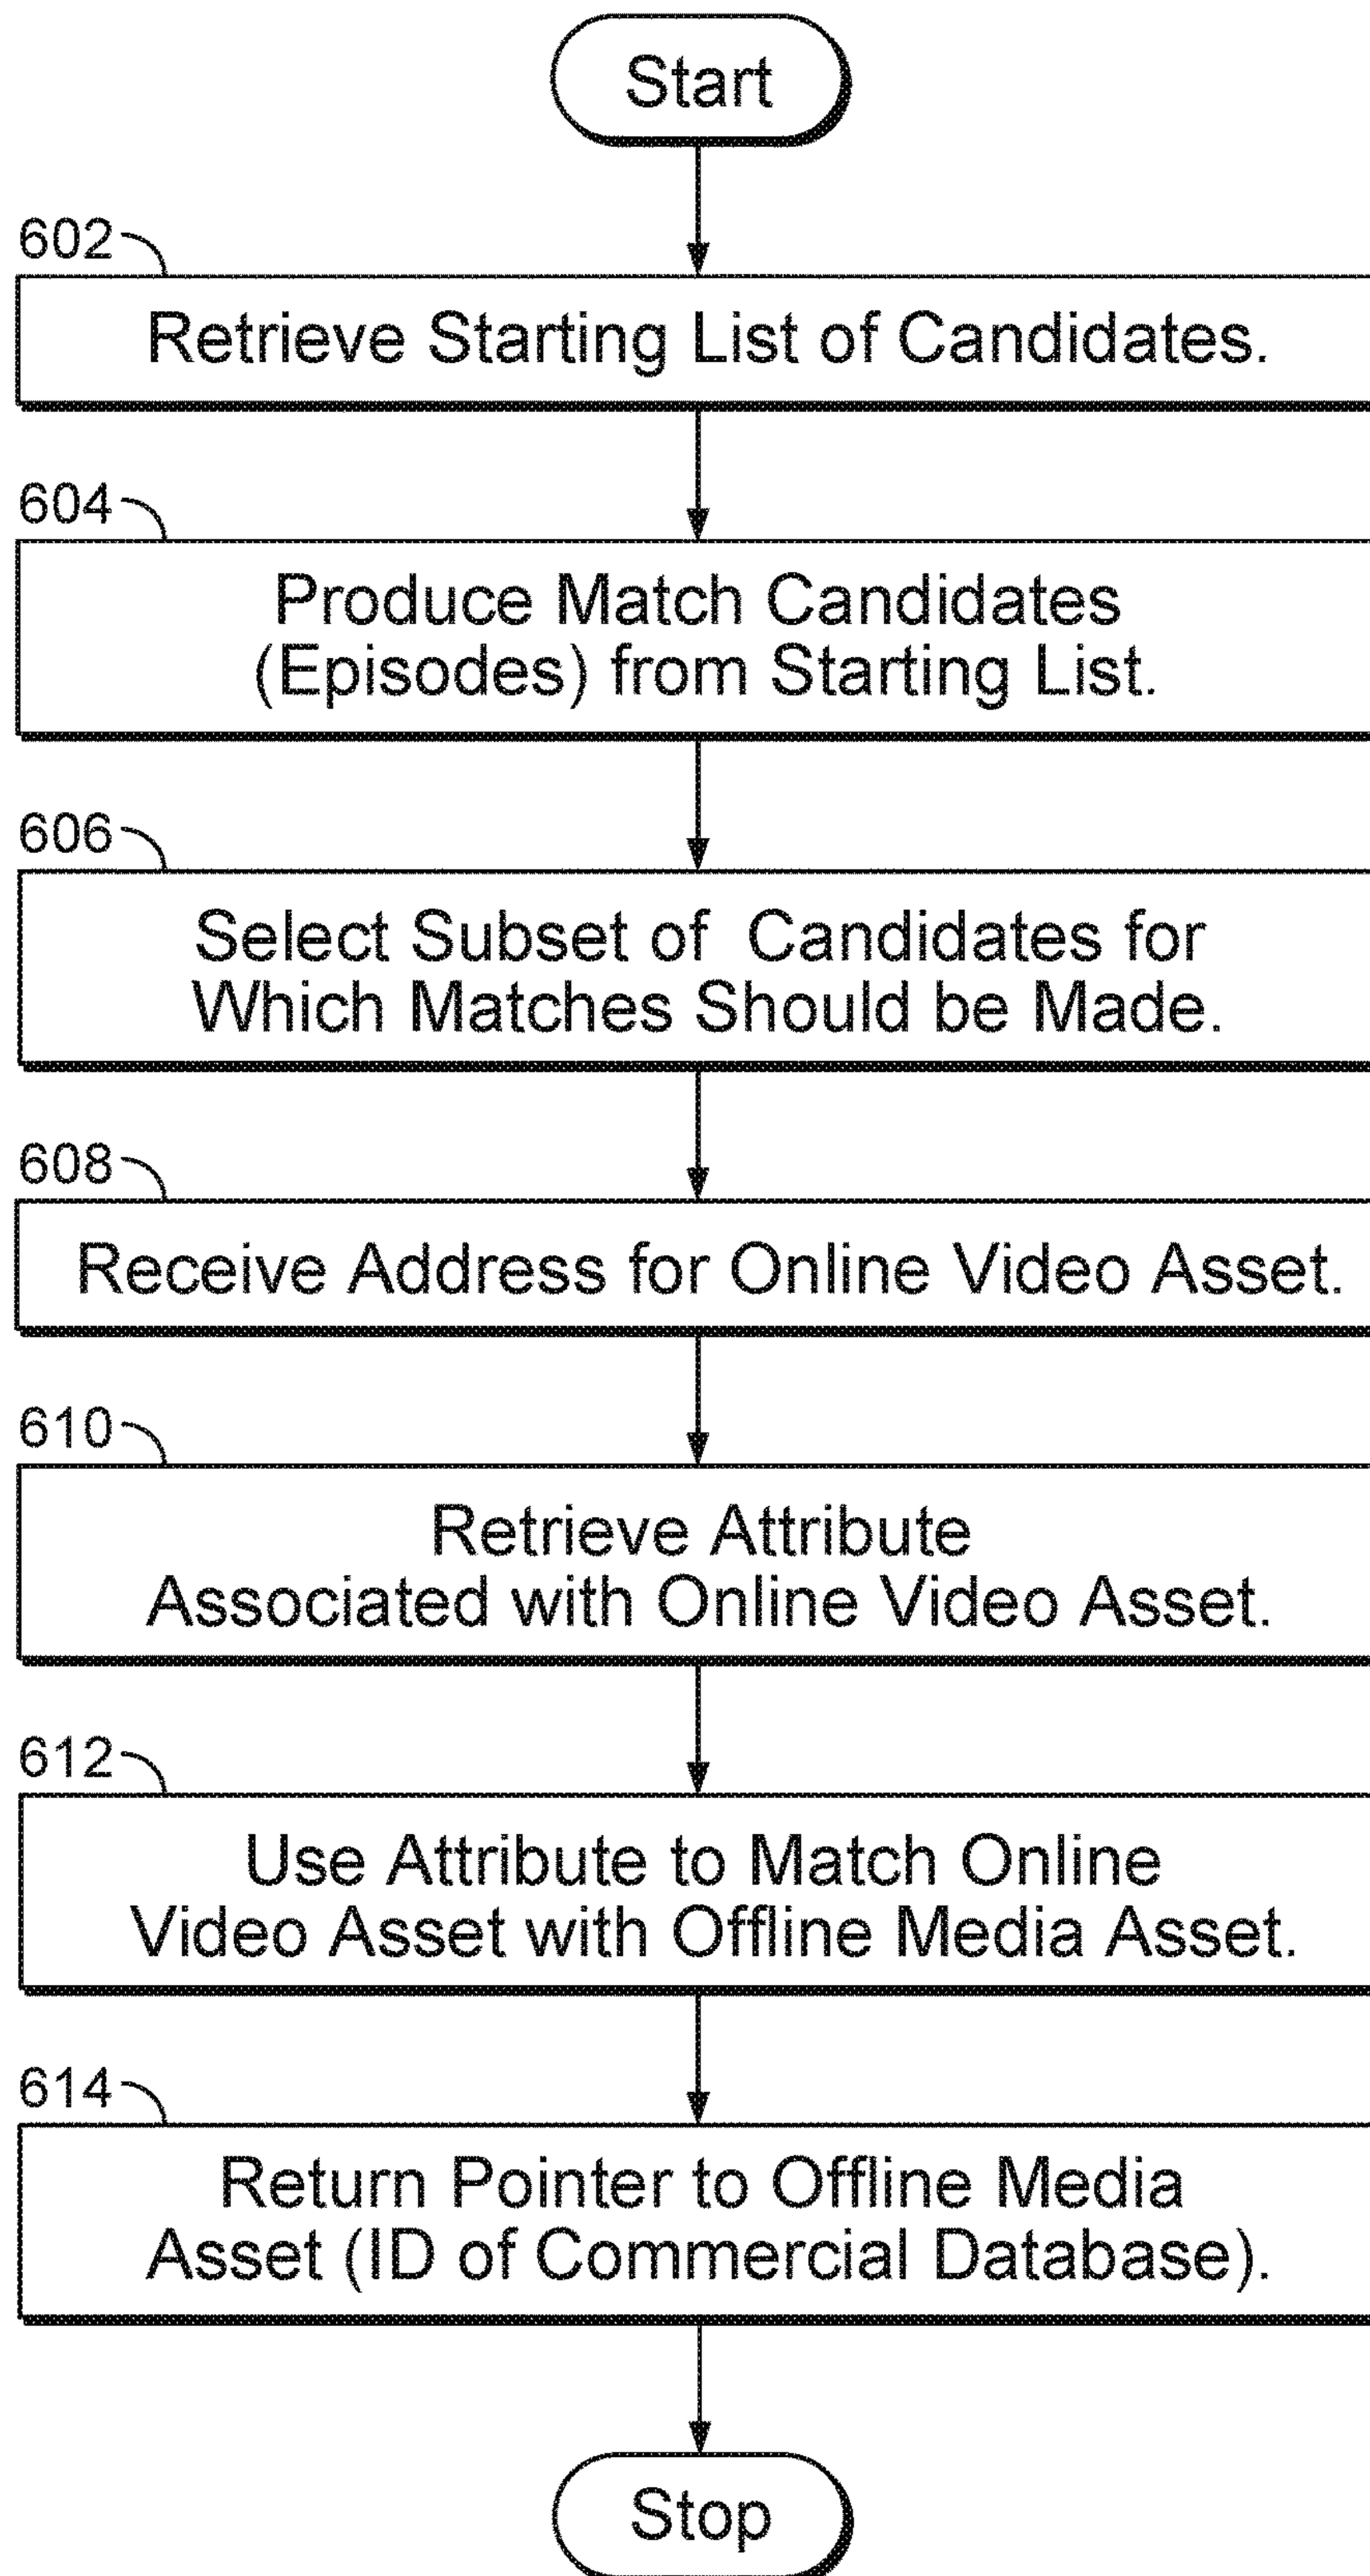 Start
602
Retrieve Starting List of Candidates.
604
Produce Match Candidates
(Episodes) from Starting List.
606
Select Subset of Candidates for
Which Matches Should be Made.
608
Receive Address for Online Video Asset.
610
Retrieve Attribute
Associated with Online Video Asset.
612
Use Attribute to Match Online
Video Asset with Offline Media Asset.
614
Return Pointer to Offline Media
Asset (ID of Commercial Database).
Stop